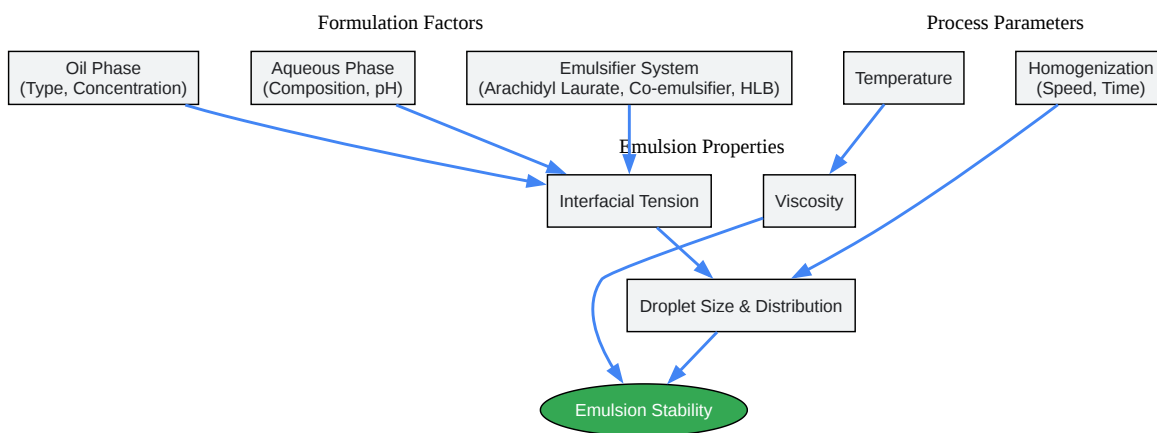 Formulation Factors
Process Parameters
Oil Phase
(Type, Concentration)
Aqueous Phase
(Composition, pH)
Emulsifier System
(Arachidyl Laurate, Co-emulsifier, HLB)
Temperature
Homogenization
(Speed, Time)
Emulsion Properties
Interfacial Tension
Viscosity
Droplet Size & Distribution
Emulsion Stability